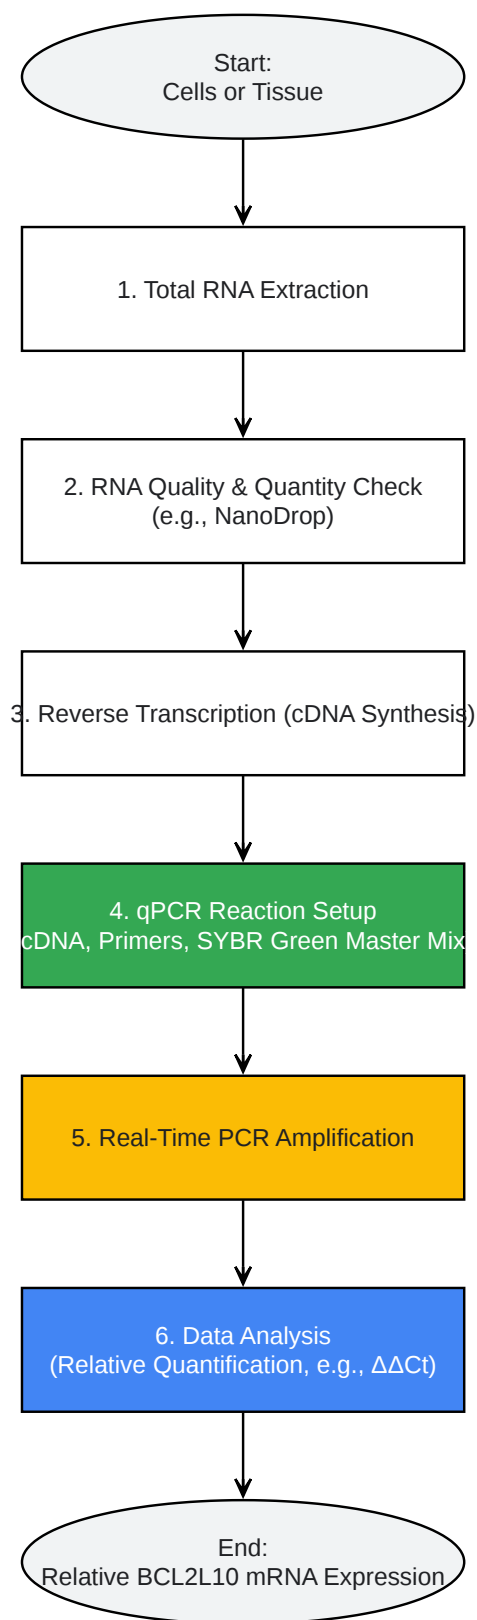 Start:
Cells or Tissue
1. Total RNA Extraction
2. RNA Quality & Quantity Check
(e.g., NanoDrop)
3. Reverse Transcription (cDNA Synthesis)
4. qPCR Reaction Setup
cDNA, Primers, SYBR Green Master Mix
5. Real-Time PCR Amplification
6. Data Analysis
(Relative Quantification, e.g., ΔΔCt)
End:
Relative BCL2L10 mRNA Expression